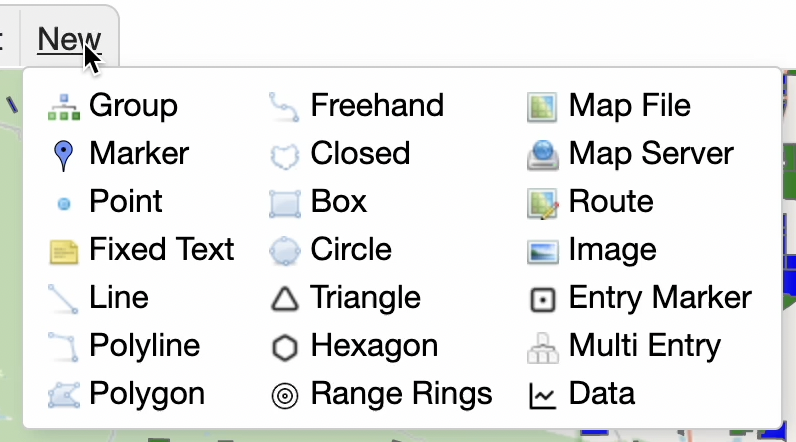 New
Group
Marker
Point
Fixed Text
Line
Polyline
Polygon
Freehand
Closed
Box
Circle
Triangle
Hexagon
Range Rings
Map File
Map Server
Route
Image
Entry Marker
Multi Entry
Data